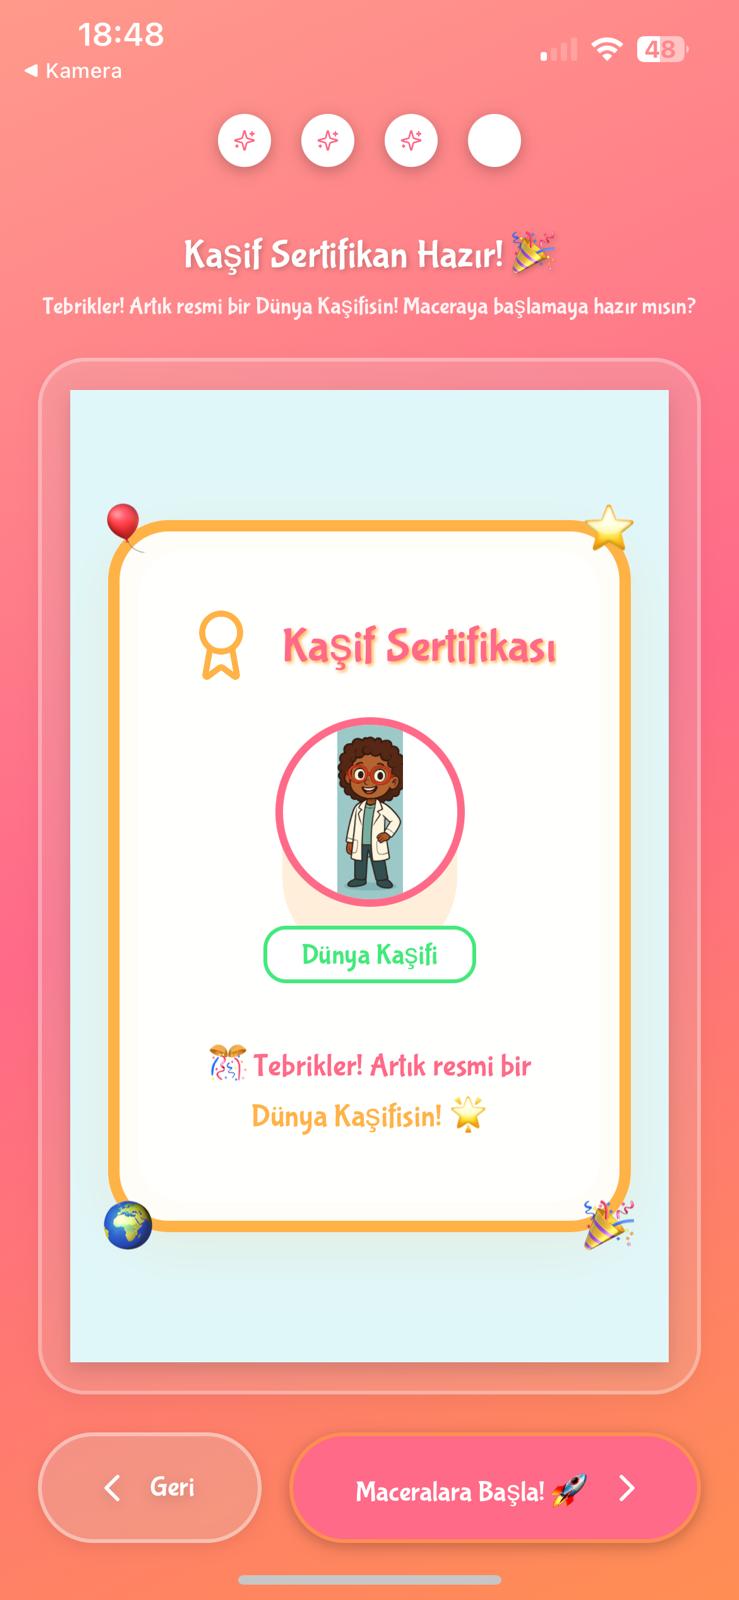 18:48
48
◀ Kamera
Kaşif Sertifikan Hazır! 🎉
Tebrikler! Artık resmi bir Dünya Kaşifisin! Maceraya başlamaya hazır mısın?
Kaşif Sertifikası
Dünya Kaşifi
🎊 Tebrikler! Artık resmi bir
Dünya Kaşifisin! 🌟
Geri
Maceralara Başla! 🚀